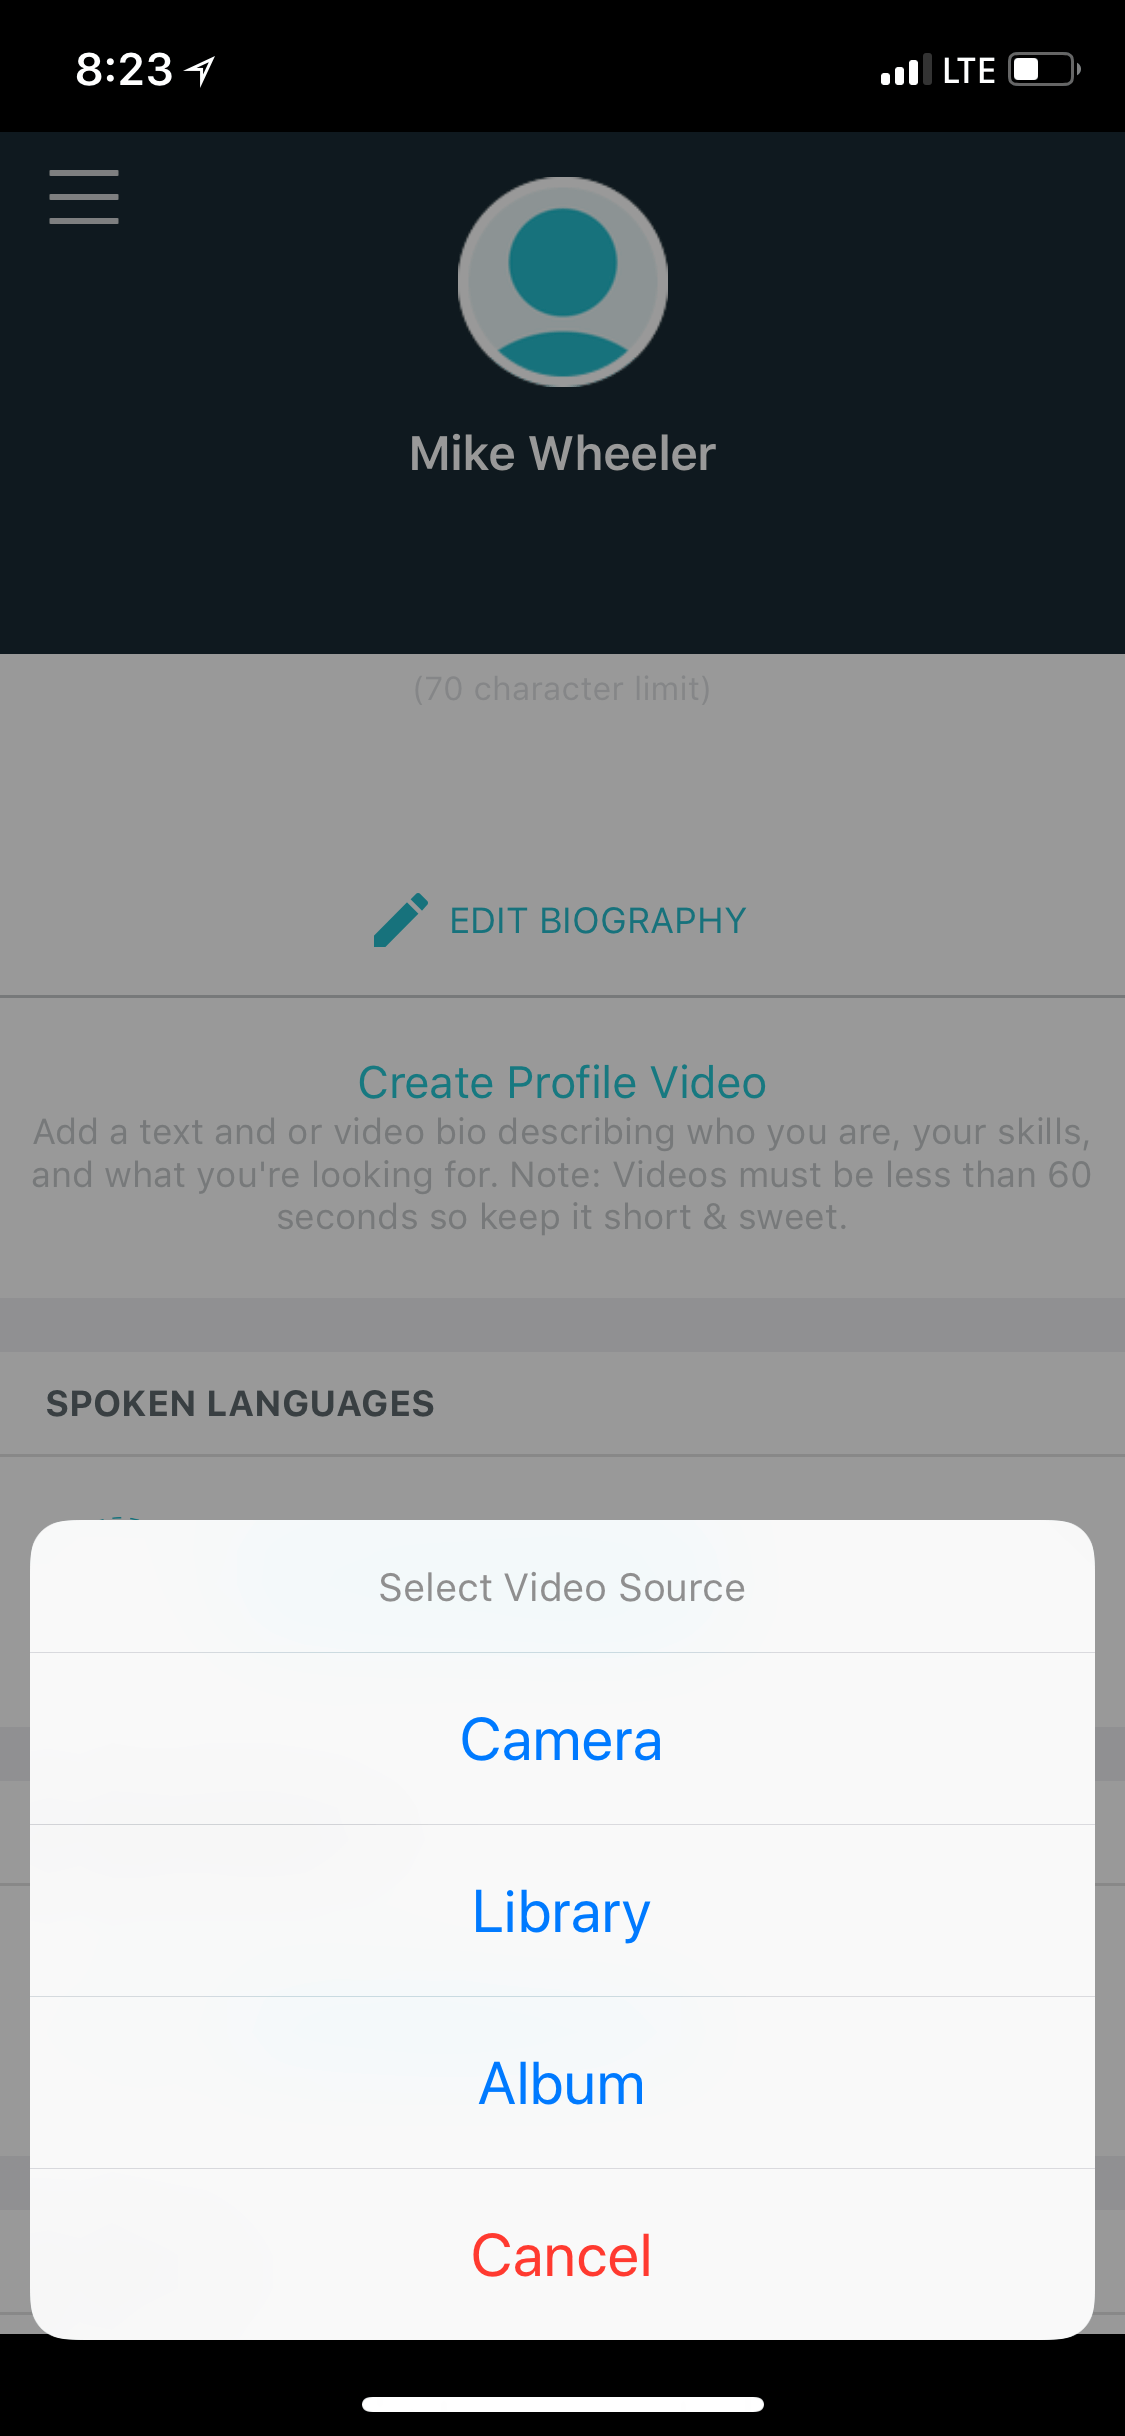 8:23
LTE
Mike Wheeler
(70 character limit)
EDIT BIOGRAPHY
Create Profile Video
Add a text and or video bio describing who you are, your skills,
and what you're looking for. Note: Videos must be less than 60
seconds so keep it short & sweet.
SPOKEN LANGUAGES
Select Video Source
Camera
Library
Album
Cancel